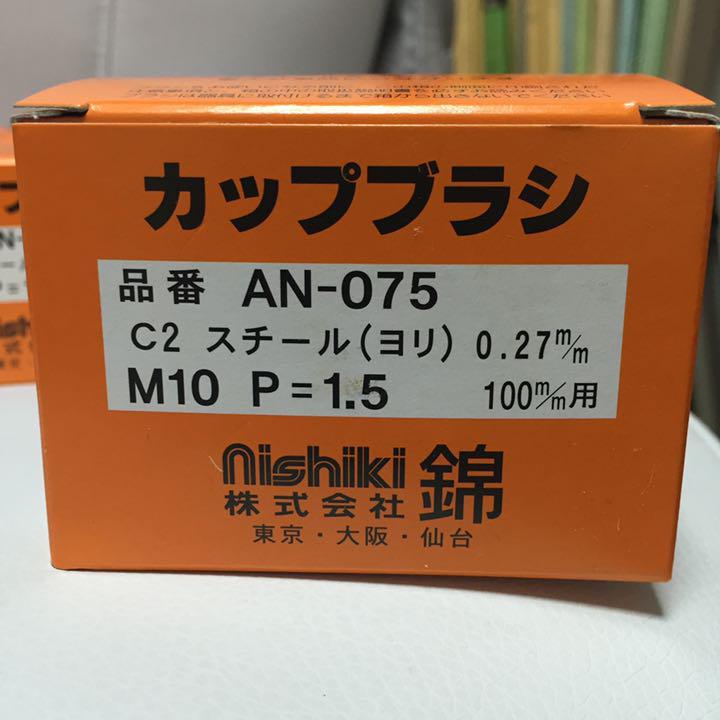 カップブラシ
品番 AN-075
C2 スチール(ヨリ) 0.27m/m
M10 P=1.5 100m/m用
nishiki
株式会社 錦
東京・大阪・仙台
AN-